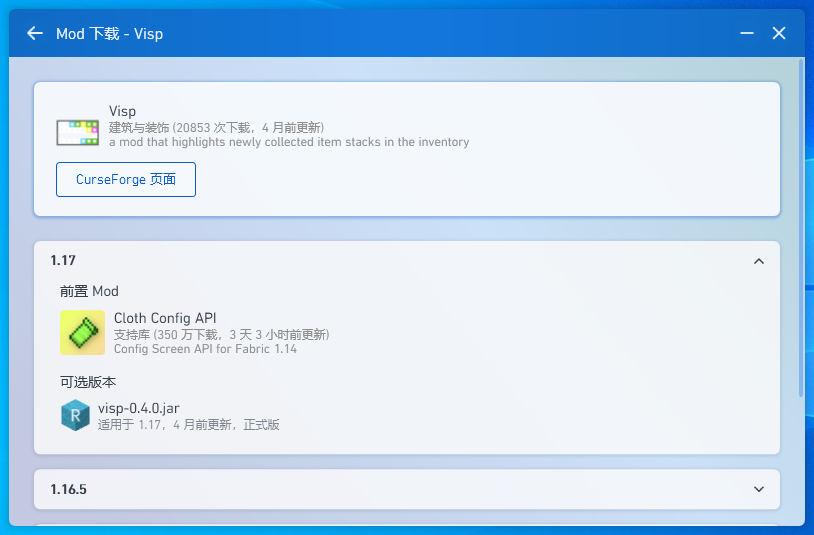 Mod 下载 - Visp
Visp
建筑与装饰 (20853 次下载，4 月前更新)
a mod that highlights newly collected item stacks in the inventory
CurseForge 页面
1.17
前置 Mod
Cloth Config API
支持库 (350 万下载，3 天 3 小时前更新)
Config Screen API for Fabric 1.14
可选版本
R
visp-0.4.0.jar
适用于 1.17，4 月前更新，正式版
1.16.5